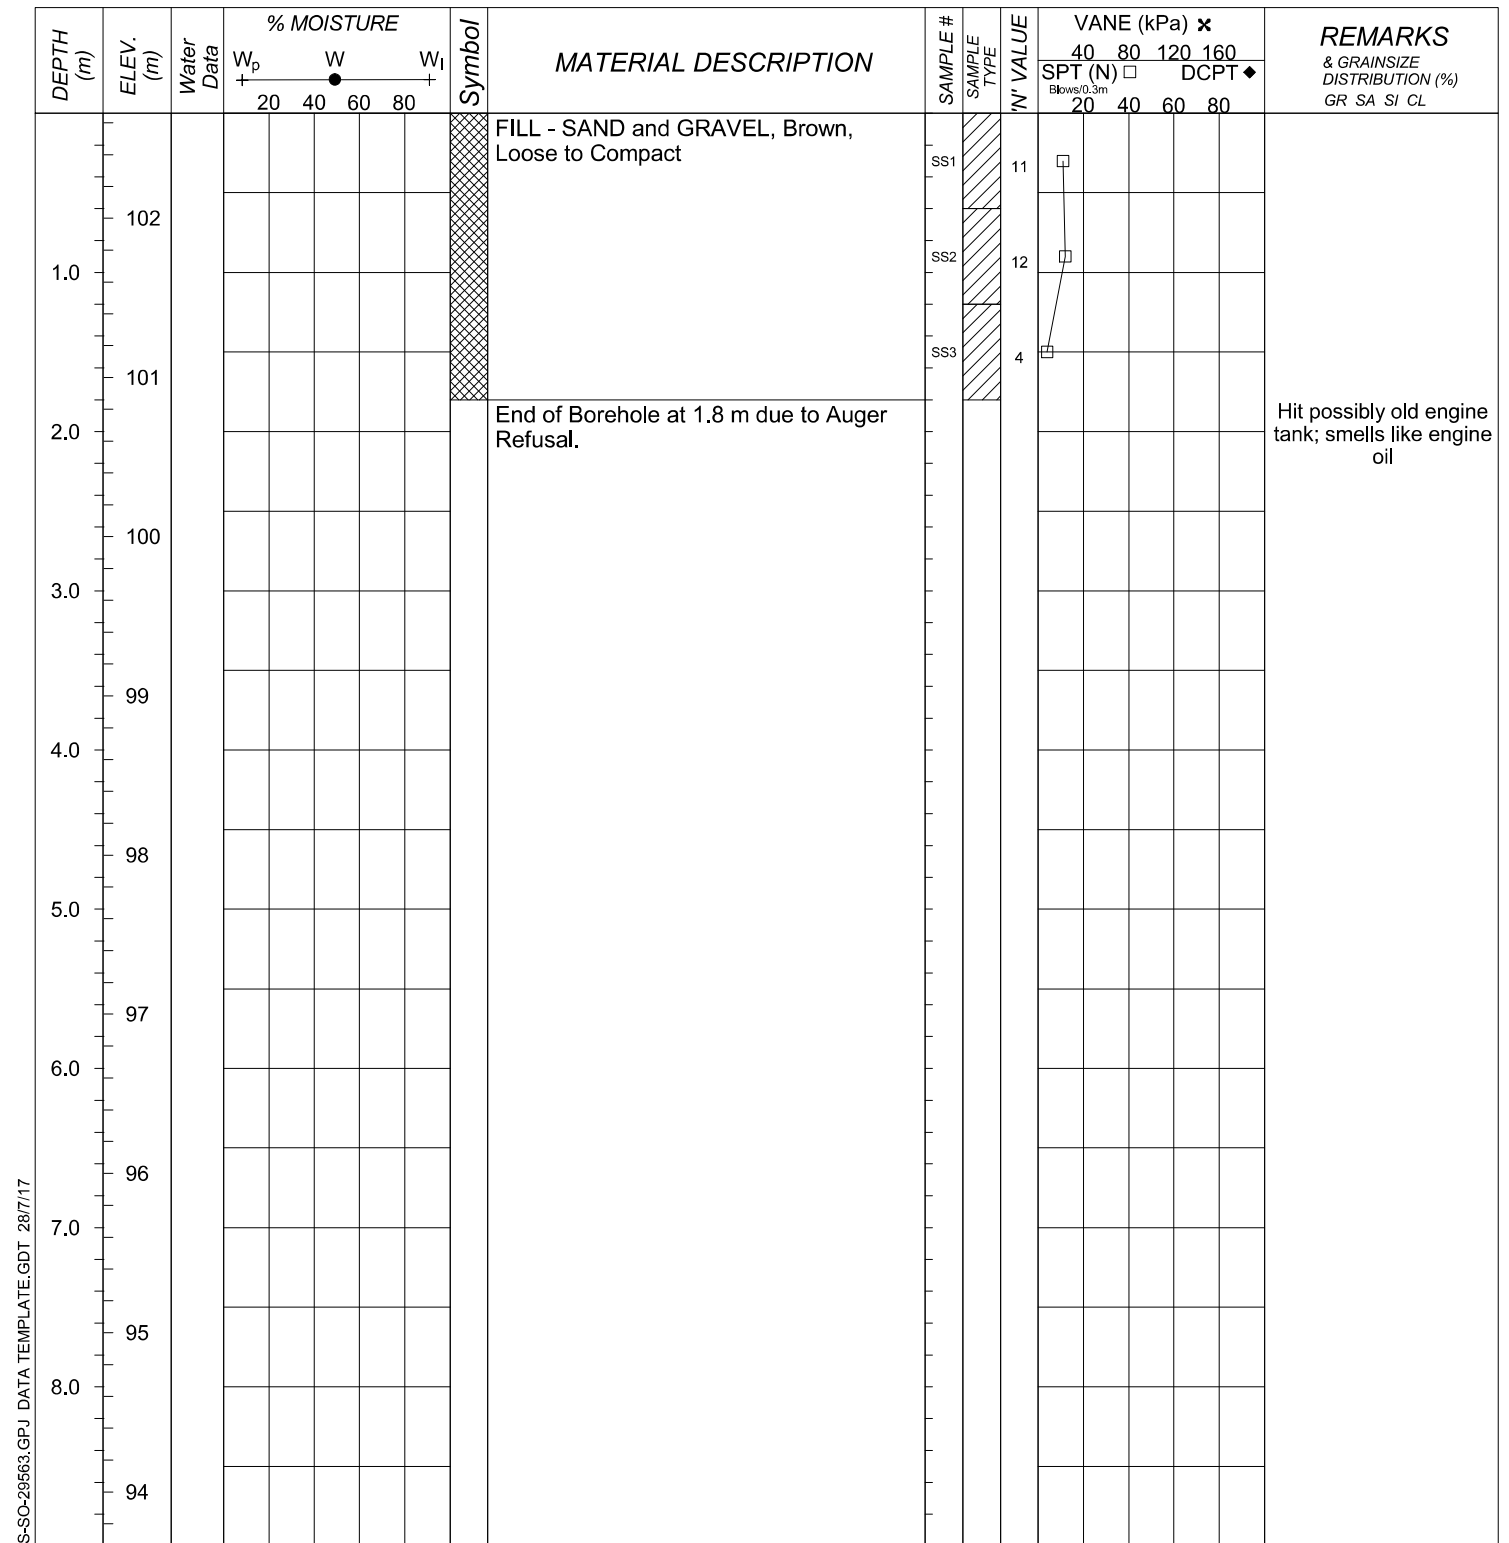 DEPTH (m)
ELEV. (m)
Water Data
% MOISTURE
Wp W Wl
20 40 60 80
Symbol
MATERIAL DESCRIPTION
SAMPLE #
SAMPLE TYPE
'N' VALUE
VANE (kPa) ×
40 80 120 160
SPT (N) □ DCPT ◆
Blows/0.3m
20 40 60 80
REMARKS
& GRAINSIZE
DISTRIBUTION (%)
GR SA SI CL
FILL - SAND and GRAVEL, Brown,
Loose to Compact
SS1
11
102
SS2
12
1.0
SS3
4
101
End of Borehole at 1.8 m due to Auger
Refusal.
Hit possibly old engine
tank; smells like engine
oil
2.0
100
3.0
99
4.0
98
5.0
97
6.0
96
7.0
95
8.0
94
S-SO-29563.GPJ DATA TEMPLATE.GDT 28/7/17